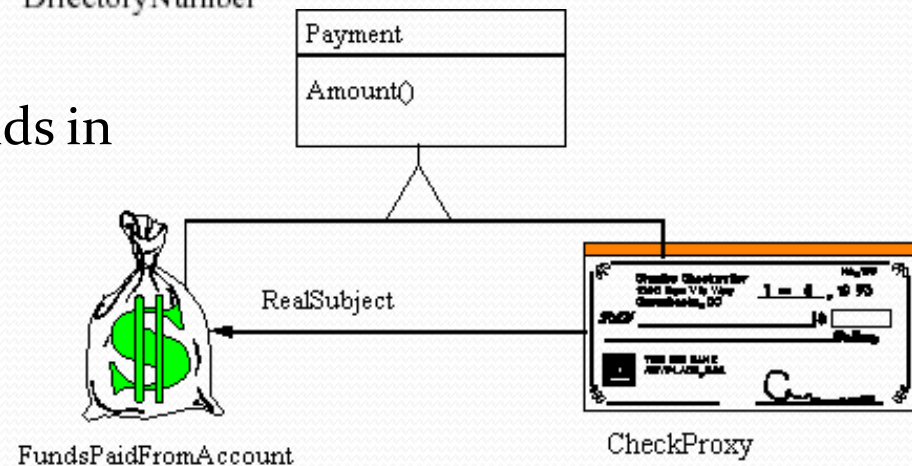 DirectoryNumber
Payment
Amount()
ds in
RealSubject
$
FundsPaidFromAccount
CheckProxy